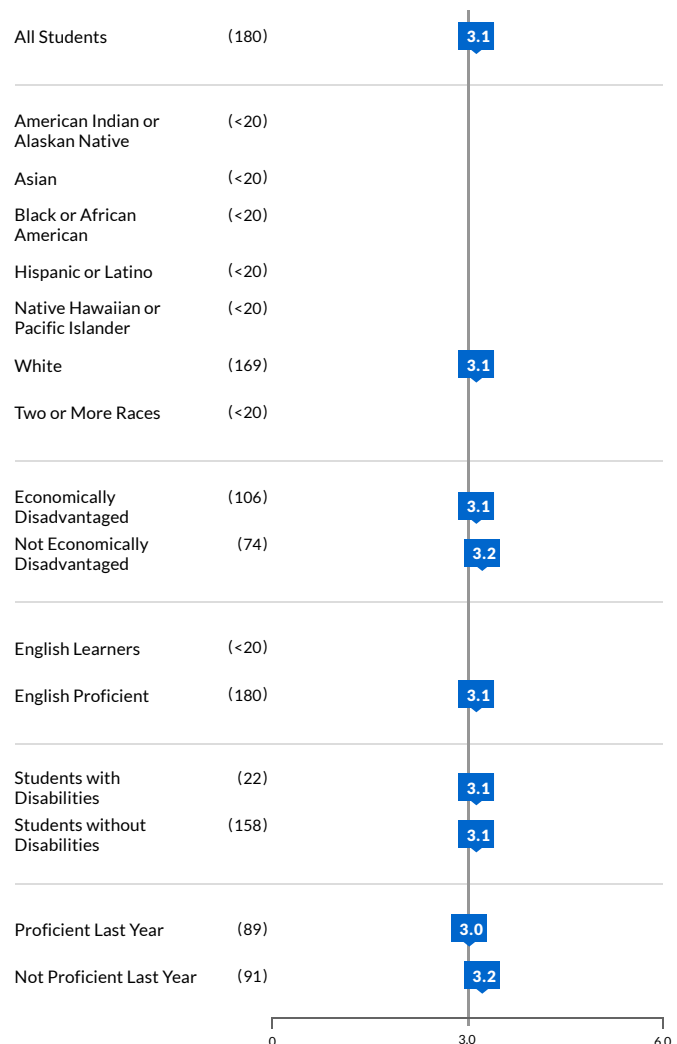 All Students (180) 3.1
American Indian or (<20)
Alaskan Native
Asian (<20)
Black or African (<20)
American
Hispanic or Latino (<20)
Native Hawaiian or (<20)
Pacific Islander
White (169) 3.1
Two or More Races (<20)
Economically (106) 3.1
Disadvantaged
Not Economically (74) 3.2
Disadvantaged
English Learners (<20)
English Proficient (180) 3.1
Students with (22) 3.1
Disabilities
Students without (158) 3.1
Disabilities
Proficient Last Year (89) 3.0
Not Proficient Last Year (91) 3.2
0 3.0 6.0